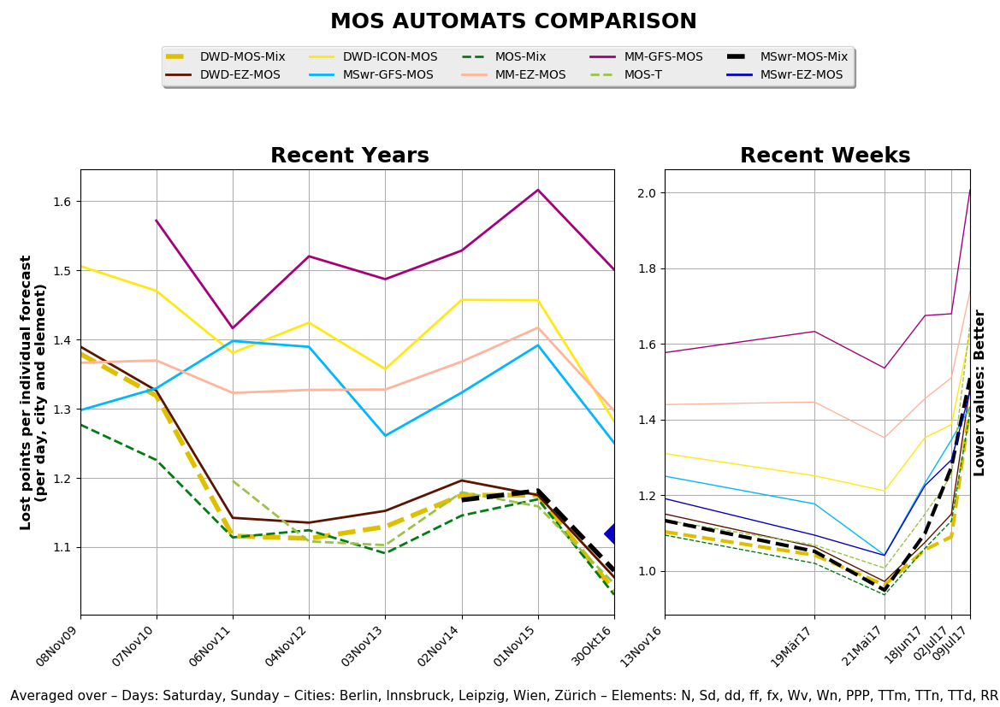 MOS AUTOMATS COMPARISON
DWD-MOS-Mix DWD-ICON-MOS MOS-Mix MM-GFS-MOS MSwr-MOS-Mix
DWD-EZ-MOS MSwr-GFS-MOS MM-EZ-MOS MOS-T MSwr-EZ-MOS
Recent Years
Recent Weeks
Lost points per individual forecast
(per day, city and element)
1.6
1.5
1.4
1.3
1.2
1.1
08Nov09 07Nov10 06Nov11 04Nov12 03Nov13 02Nov14 01Nov15 30Okt16
2.0
1.8
1.6
1.4
1.2
1.0
13Nov16 19Mär17 21Mai17 18Jun17 02Jul17 09Jul17
Lower values: Better
Averaged over – Days: Saturday, Sunday – Cities: Berlin, Innsbruck, Leipzig, Wien, Zürich – Elements: N, Sd, dd, ff, fx, Wv, Wn, PPP, TTm, TTn, TTd, RR